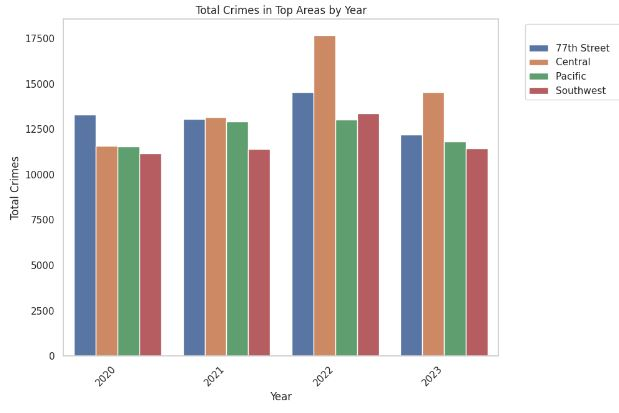 Total Crimes in Top Areas by Year
Total Crimes
17500
15000
12500
10000
7500
5000
2500
0
2020
2021
2022
2023
Year
77th Street
Central
Pacific
Southwest